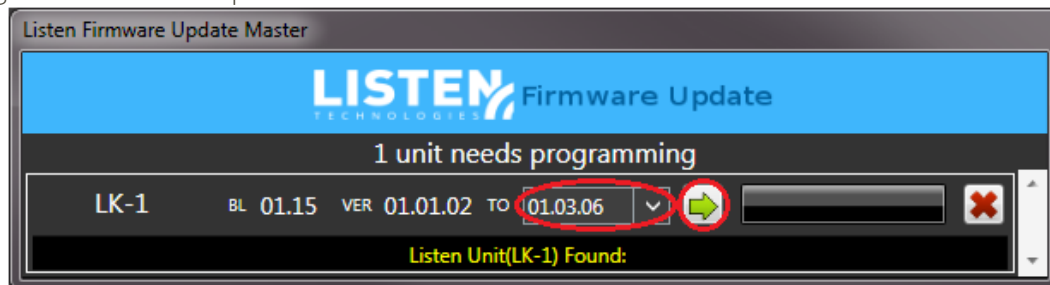 Listen Firmware Update Master
LISTEN Firmware Update
TECHNOLOGIES
1 unit needs programming
LK-1 BL 01.15 VER 01.01.02 TO 01.03.06
Listen Unit(LK-1) Found: